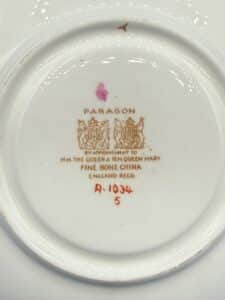 PARAGON
BY APPOINTMENT TO
H.M. THE QUEEN & H.M. QUEEN MARY
FINE BONE CHINA
ENGLAND REGD
A.1034
5